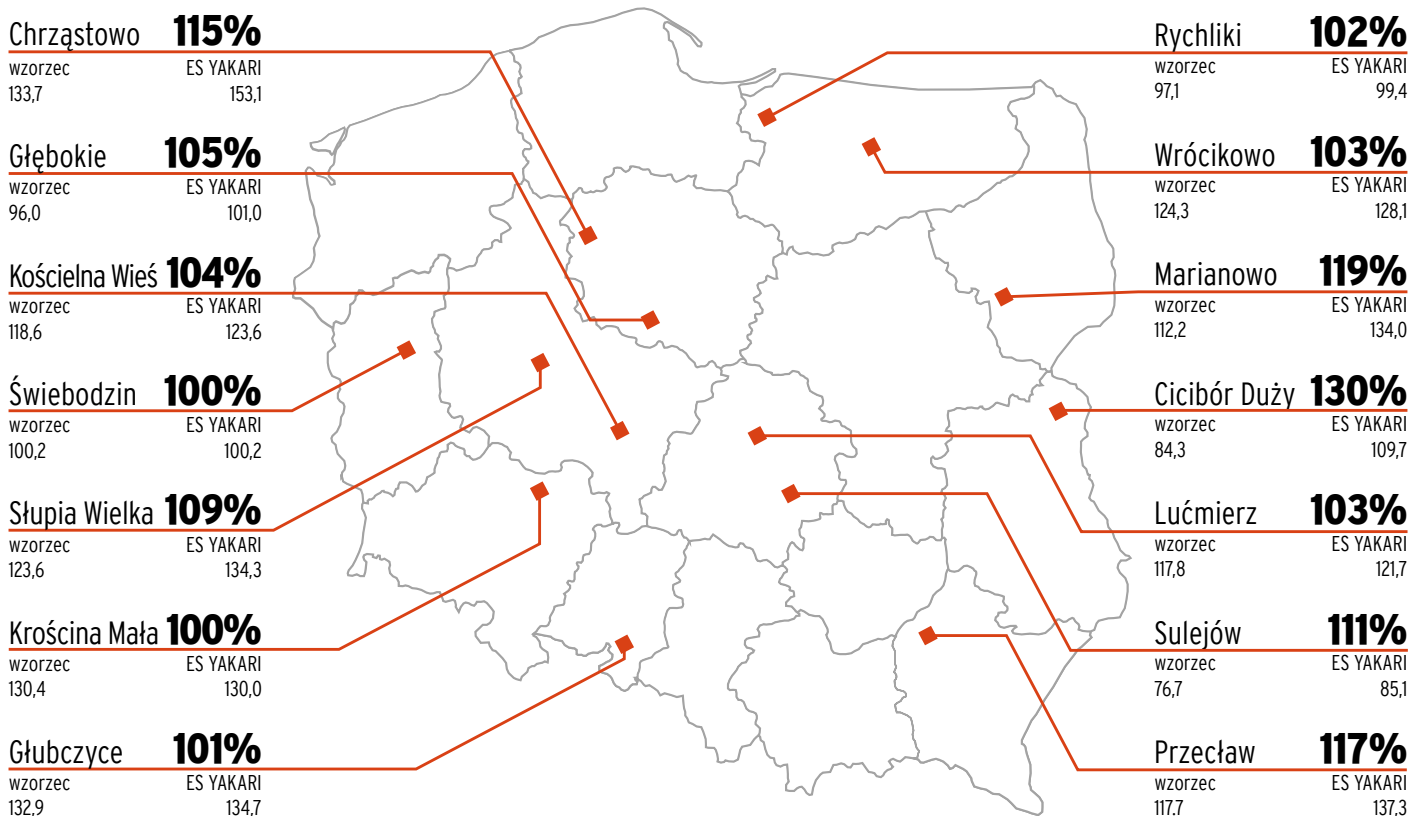 Chrząstowo 115%
wzorzec ES YAKARI
133,7 153,1
Głębokie 105%
wzorzec ES YAKARI
96,0 101,0
Kościelna Wieś 104%
wzorzec ES YAKARI
118,6 123,6
Świebodzin 100%
wzorzec ES YAKARI
100,2 100,2
Słupia Wielka 109%
wzorzec ES YAKARI
123,6 134,3
Krościna Mała 100%
wzorzec ES YAKARI
130,4 130,0
Głubczyce 101%
wzorzec ES YAKARI
132,9 134,7
Rychliki 102%
wzorzec ES YAKARI
97,1 99,4
Wrócikowo 103%
wzorzec ES YAKARI
124,3 128,1
Marianowo 119%
wzorzec ES YAKARI
112,2 134,0
Cicibór Duży 130%
wzorzec ES YAKARI
84,3 109,7
Lućmierz 103%
wzorzec ES YAKARI
117,8 121,7
Sulejów 111%
wzorzec ES YAKARI
76,7 85,1
Przecław 117%
wzorzec ES YAKARI
117,7 137,3